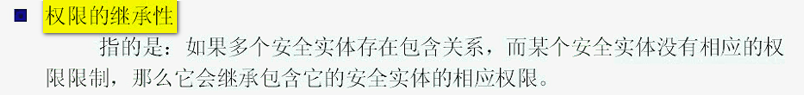 权限的继承性
指的是：如果多个安全实体存在包含关系，而某个安全实体没有相应的权
限限制，那么它会继承包含它的安全实体的相应权限。